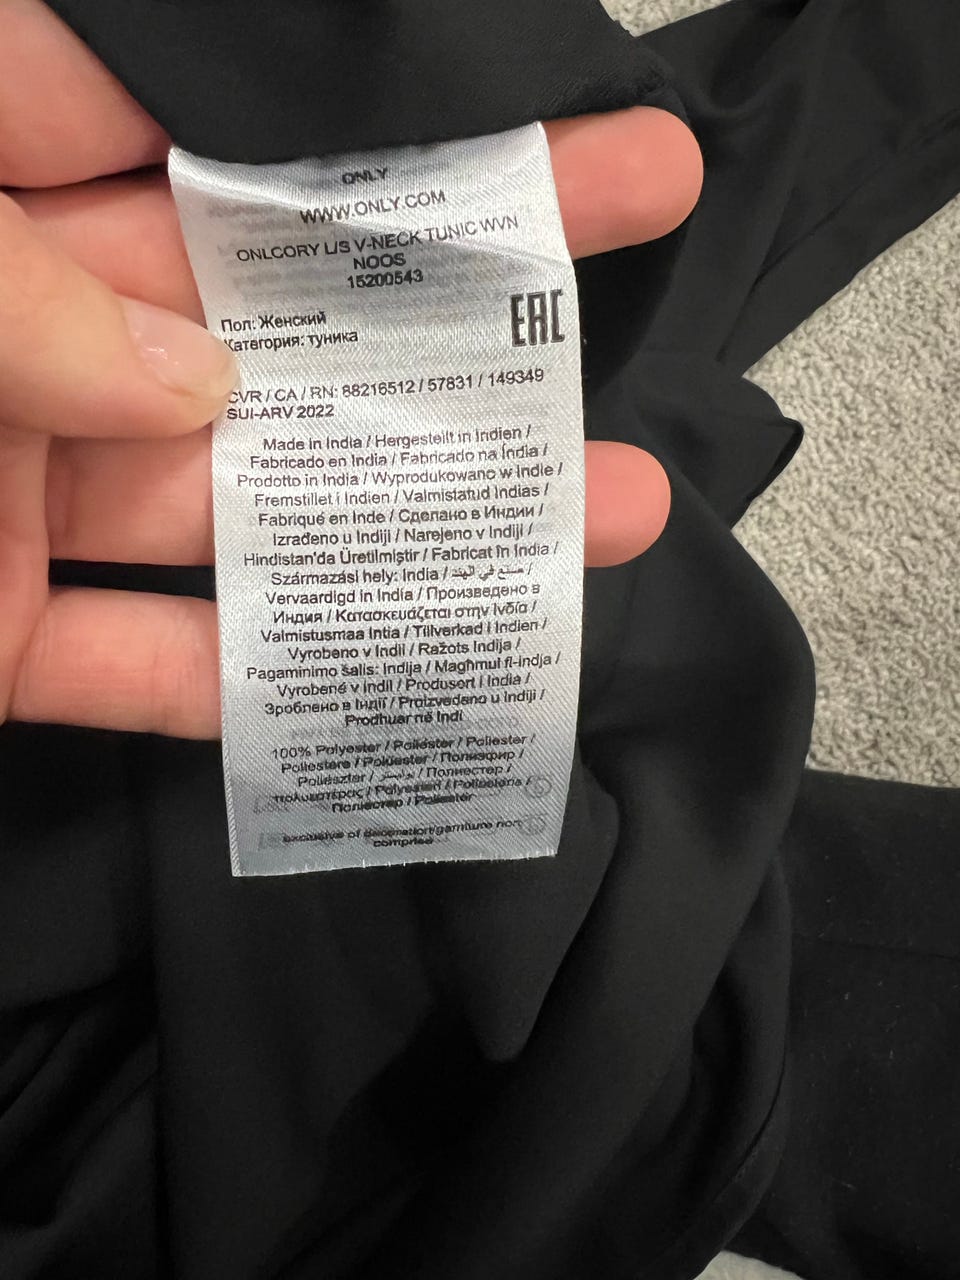 ONLY
WWW.ONLY.COM
ONLCORY L/S V-NECK TUNIC WVN
NOOS
15200543
EAC
Пол: Женский
Категория: туника
CVR / CA / RN: 88216512 / 57831 / 149349
SUI-ARV 2022
Made in India / Hergestellt in Indien /
Fabricado en India / Fabricado na Índia /
Prodotto in India / Wyprodukowano w Indie /
Fremstillet i Indien / Valmistatud Indias /
Fabriqué en Inde / Сделано в Индии /
Izrađeno u Indiji / Narejeno v Indiji /
Hindistan'da Üretilmiştir / Fabricat în India /
Származási hely: India / صنع في الهند /
Vervaardigd in India / Произведено в
Индия / Κατασκευάζεται στην Ινδία /
Valmistusmaa Intia / Tillverkad i Indien /
Vyrobeno v Indii / Ražots Indija /
Pagaminimo šalis: Indija / Magħmul fl-Indja /
Vyrobené v Indii / Produsert i India /
Зроблено в Індії / Proizvedeno u Indiji /
Prodhuar në Indi
100% Polyester / Poliéster / Poliester /
Poliestere / Polüester / Полиэфир /
Poliészter / بوليستر / Полиестер /
πολυεστέρας / Polyesteri / Poliesteris /
Поліестер / Poliestër
exclusive of decoration/garniture non
comprise